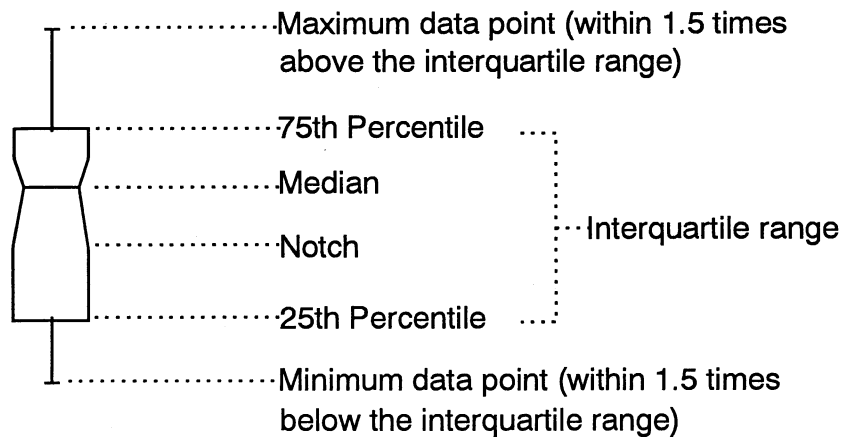 Maximum data point (within 1.5 times
above the interquartile range)
75th Percentile
Median
Interquartile range
Notch
25th Percentile
Minimum data point (within 1.5 times
below the interquartile range)